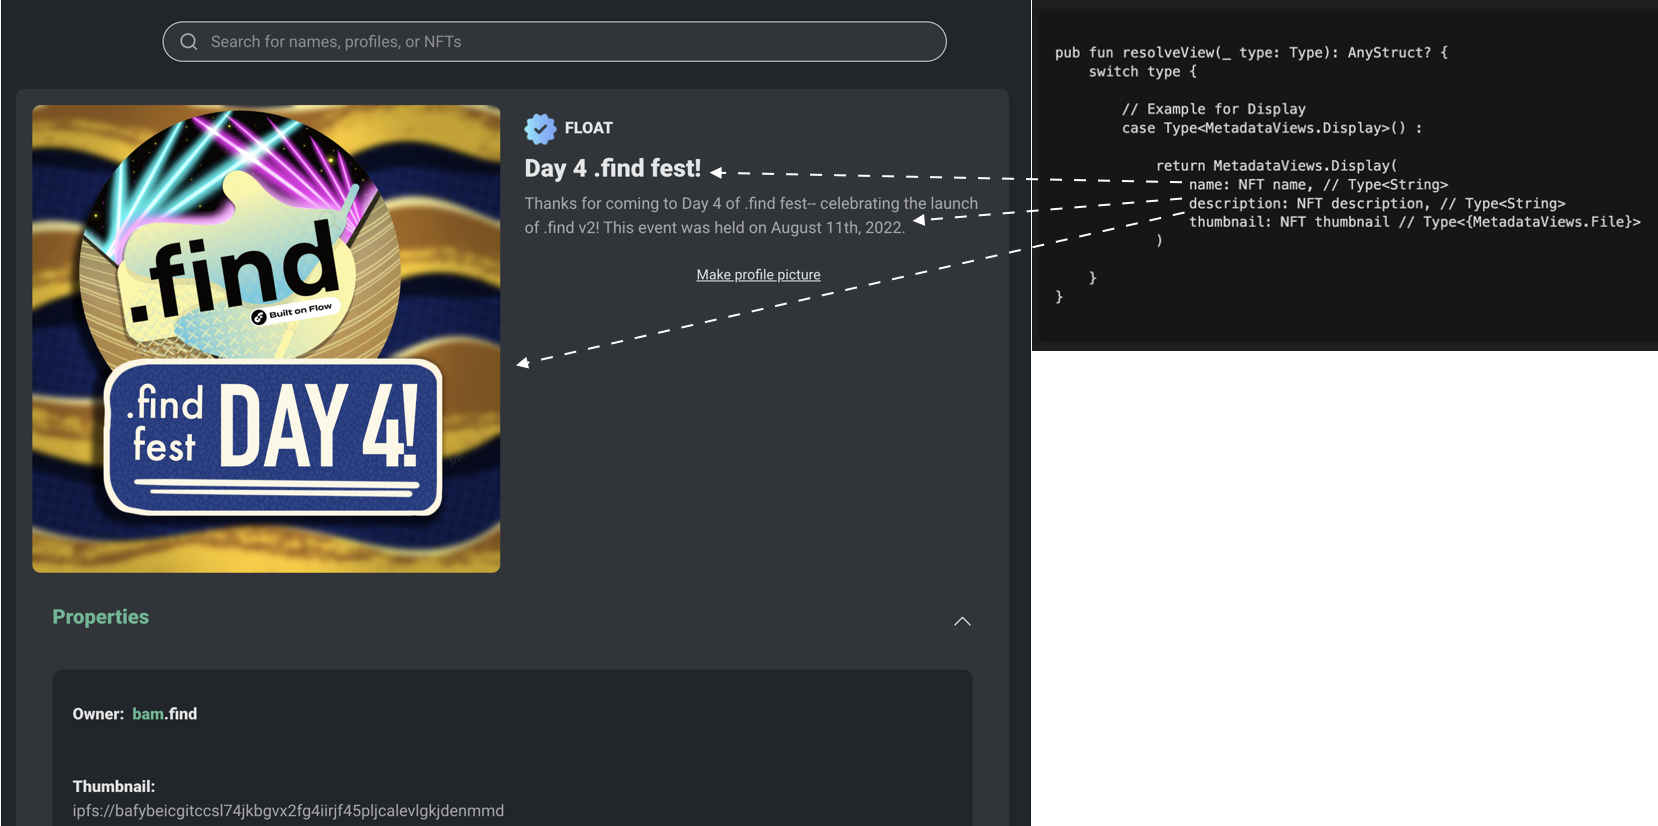 Search for names, profiles, or NFTs
FLOAT
Day 4 .find fest!
Thanks for coming to Day 4 of .find fest-- celebrating the launch
of .find v2! This event was held on August 11th, 2022.
Make profile picture
.find
Built on Flow
.find
fest
DAY 4!
Properties
Owner: bam.find
Thumbnail:
ipfs://bafybeicgitccsl74jkbgvx2fg4iirjf45pljcalevlgkjdenmmd
pub fun resolveView(_ type: Type): AnyStruct? {
switch type {
// Example for Display
case Type<MetadataViews.Display>() :
return MetadataViews.Display(
name: NFT name, // Type<String>
description: NFT description, // Type<String>
thumbnail: NFT thumbnail // Type<{MetadataViews.File}>
)
}
}